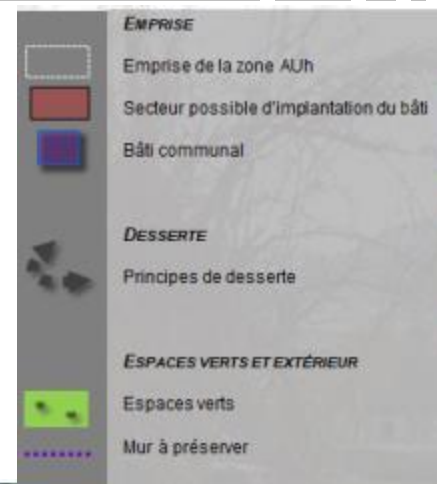 EMPRISE
Emprise de la zone AUh
Secteur possible d'implantation du bâti
Bâti communal
DESSERTE
Principes de desserte
ESPACES VERTS ET EXTÉRIEUR
Espaces verts
Mur à préserver